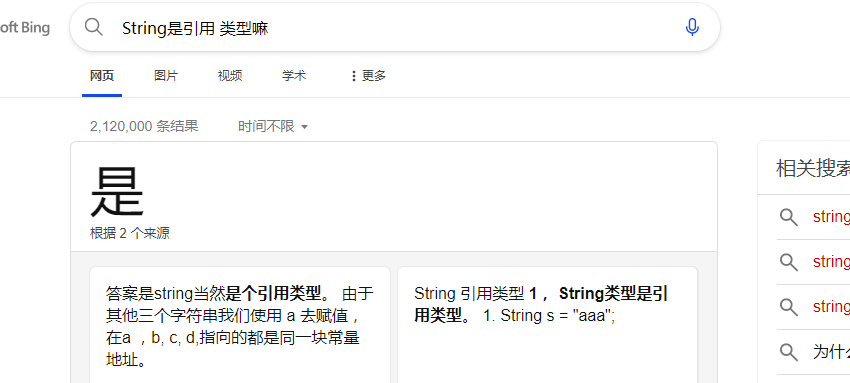 oft Bing
String是引用 类型嘛
网页 图片 视频 学术 更多
2,120,000 条结果 时间不限
是
根据 2 个来源
答案是string当然是个引用类型。 由于
其他三个字符串我们使用 a 去赋值，
在a ，b, c, d,指向的都是同一块常量
地址。
String 引用类型 1 ， String类型是引
用类型。 1. String s = "aaa";
相关搜索
string
string
string
为什么